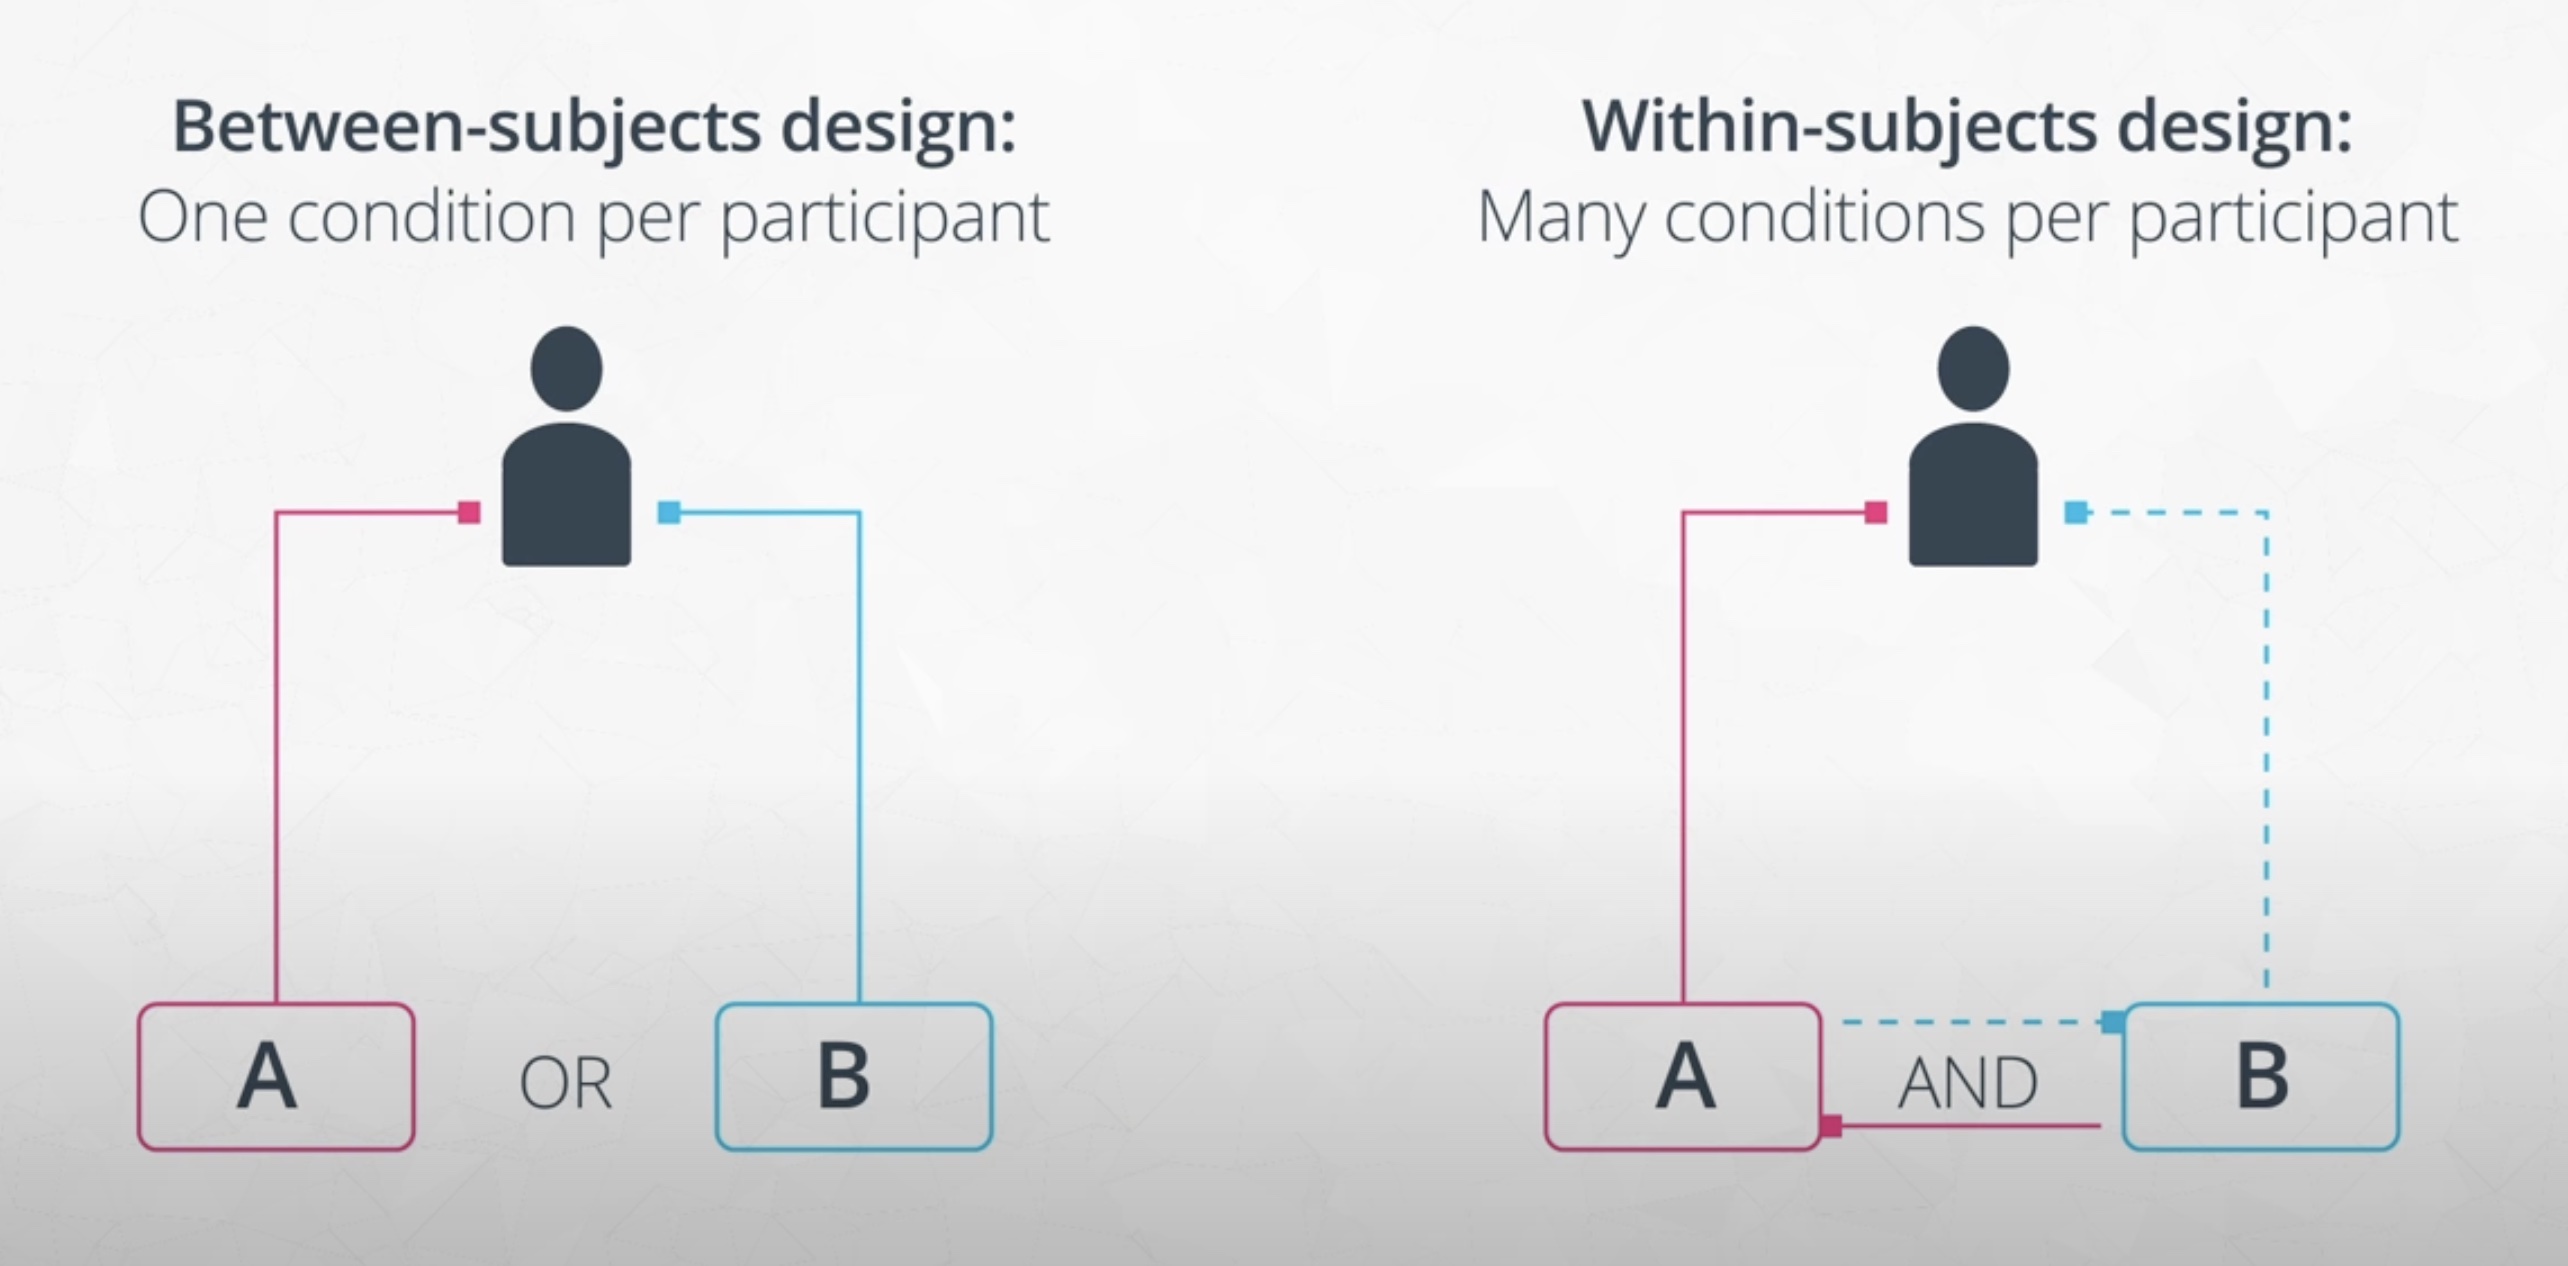 Between-subjects design:
One condition per participant
A OR B
Within-subjects design:
Many conditions per participant
A AND B